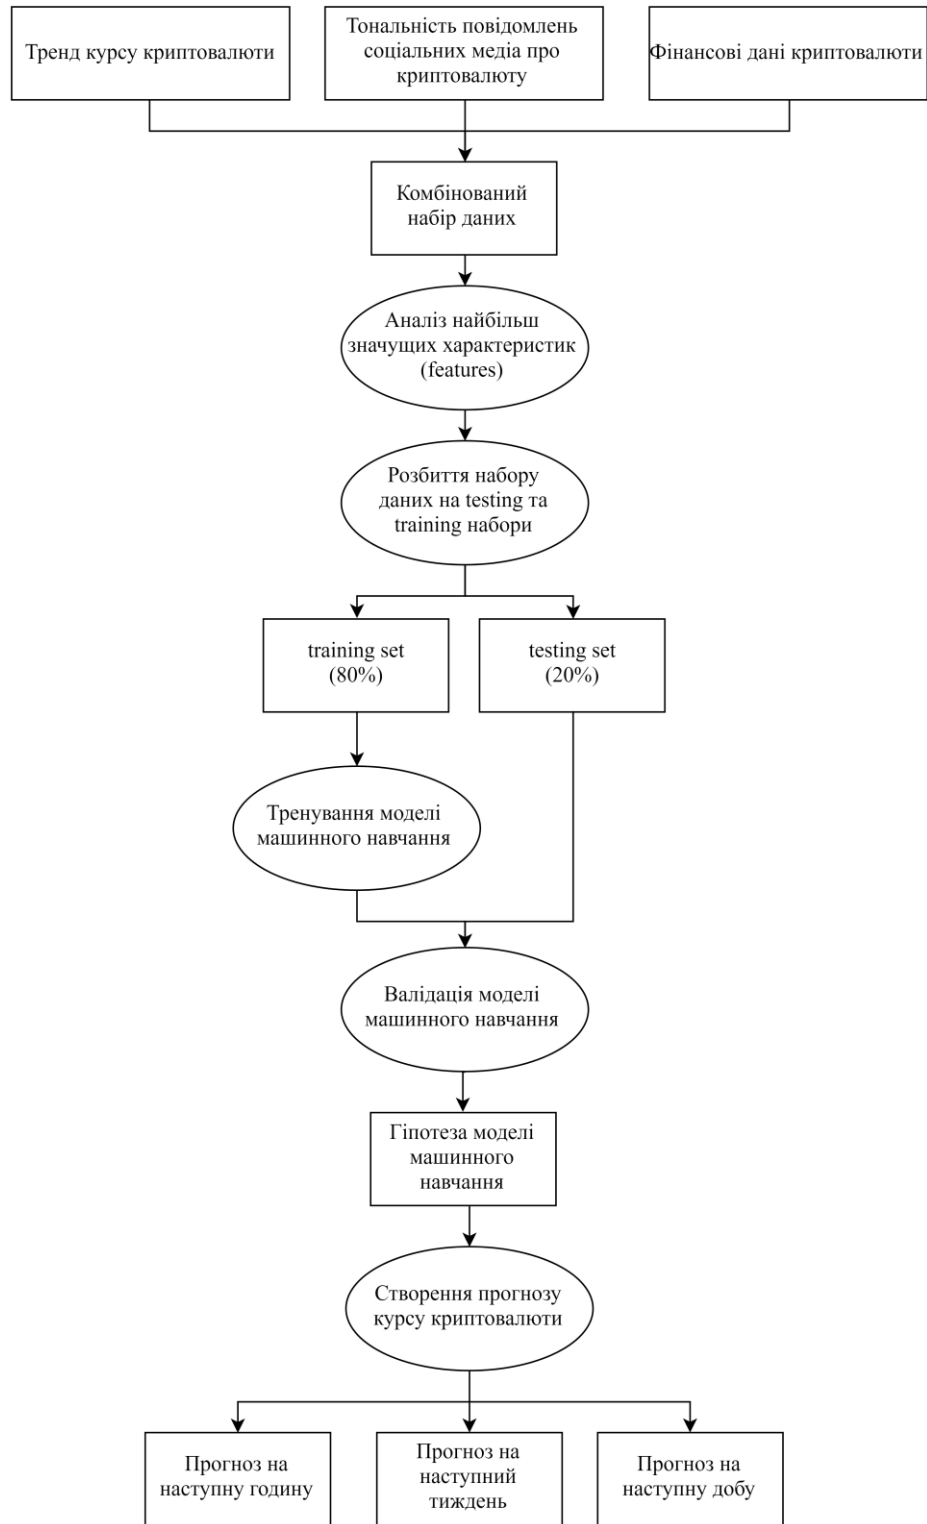 Тренд курсу криптовалюти
Тональність повідомлень
соціальних медіа про
криптовалюту
Фінансові дані криптовалюти
Комбінований
набір даних
Аналіз найбільш
значущих характеристик
(features)
Розбиття набору
даних на testing та
training набори
training set
(80%)
testing set
(20%)
Тренування моделі
машинного навчання
Валідація моделі
машинного навчання
Гіпотеза моделі
машинного
навчання
Створення прогнозу
курсу криптовалюти
Прогноз на
наступну годину
Прогноз на
наступний
тиждень
Прогноз на
наступну добу